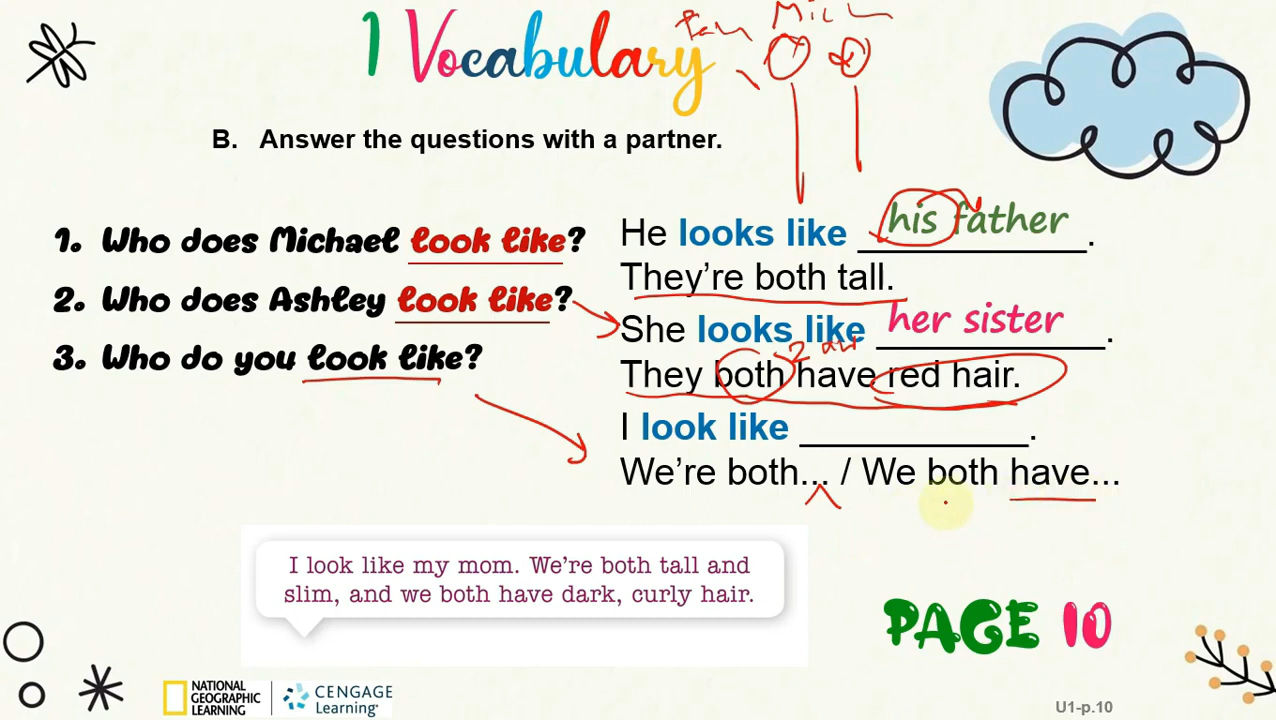 1 Vocabulary
B. Answer the questions with a partner.
1. Who does Michael look like?
2. Who does Ashley look like?
3. Who do you look like?
He looks like his father.
They're both tall.
She looks like her sister.
They both have red hair.
I look like ____________.
We're both... / We both have...
I look like my mom. We're both tall and
slim, and we both have dark, curly hair.
PAGE 10
NATIONAL
GEOGRAPHIC
LEARNING
CENGAGE
Learning®
U1-p.10